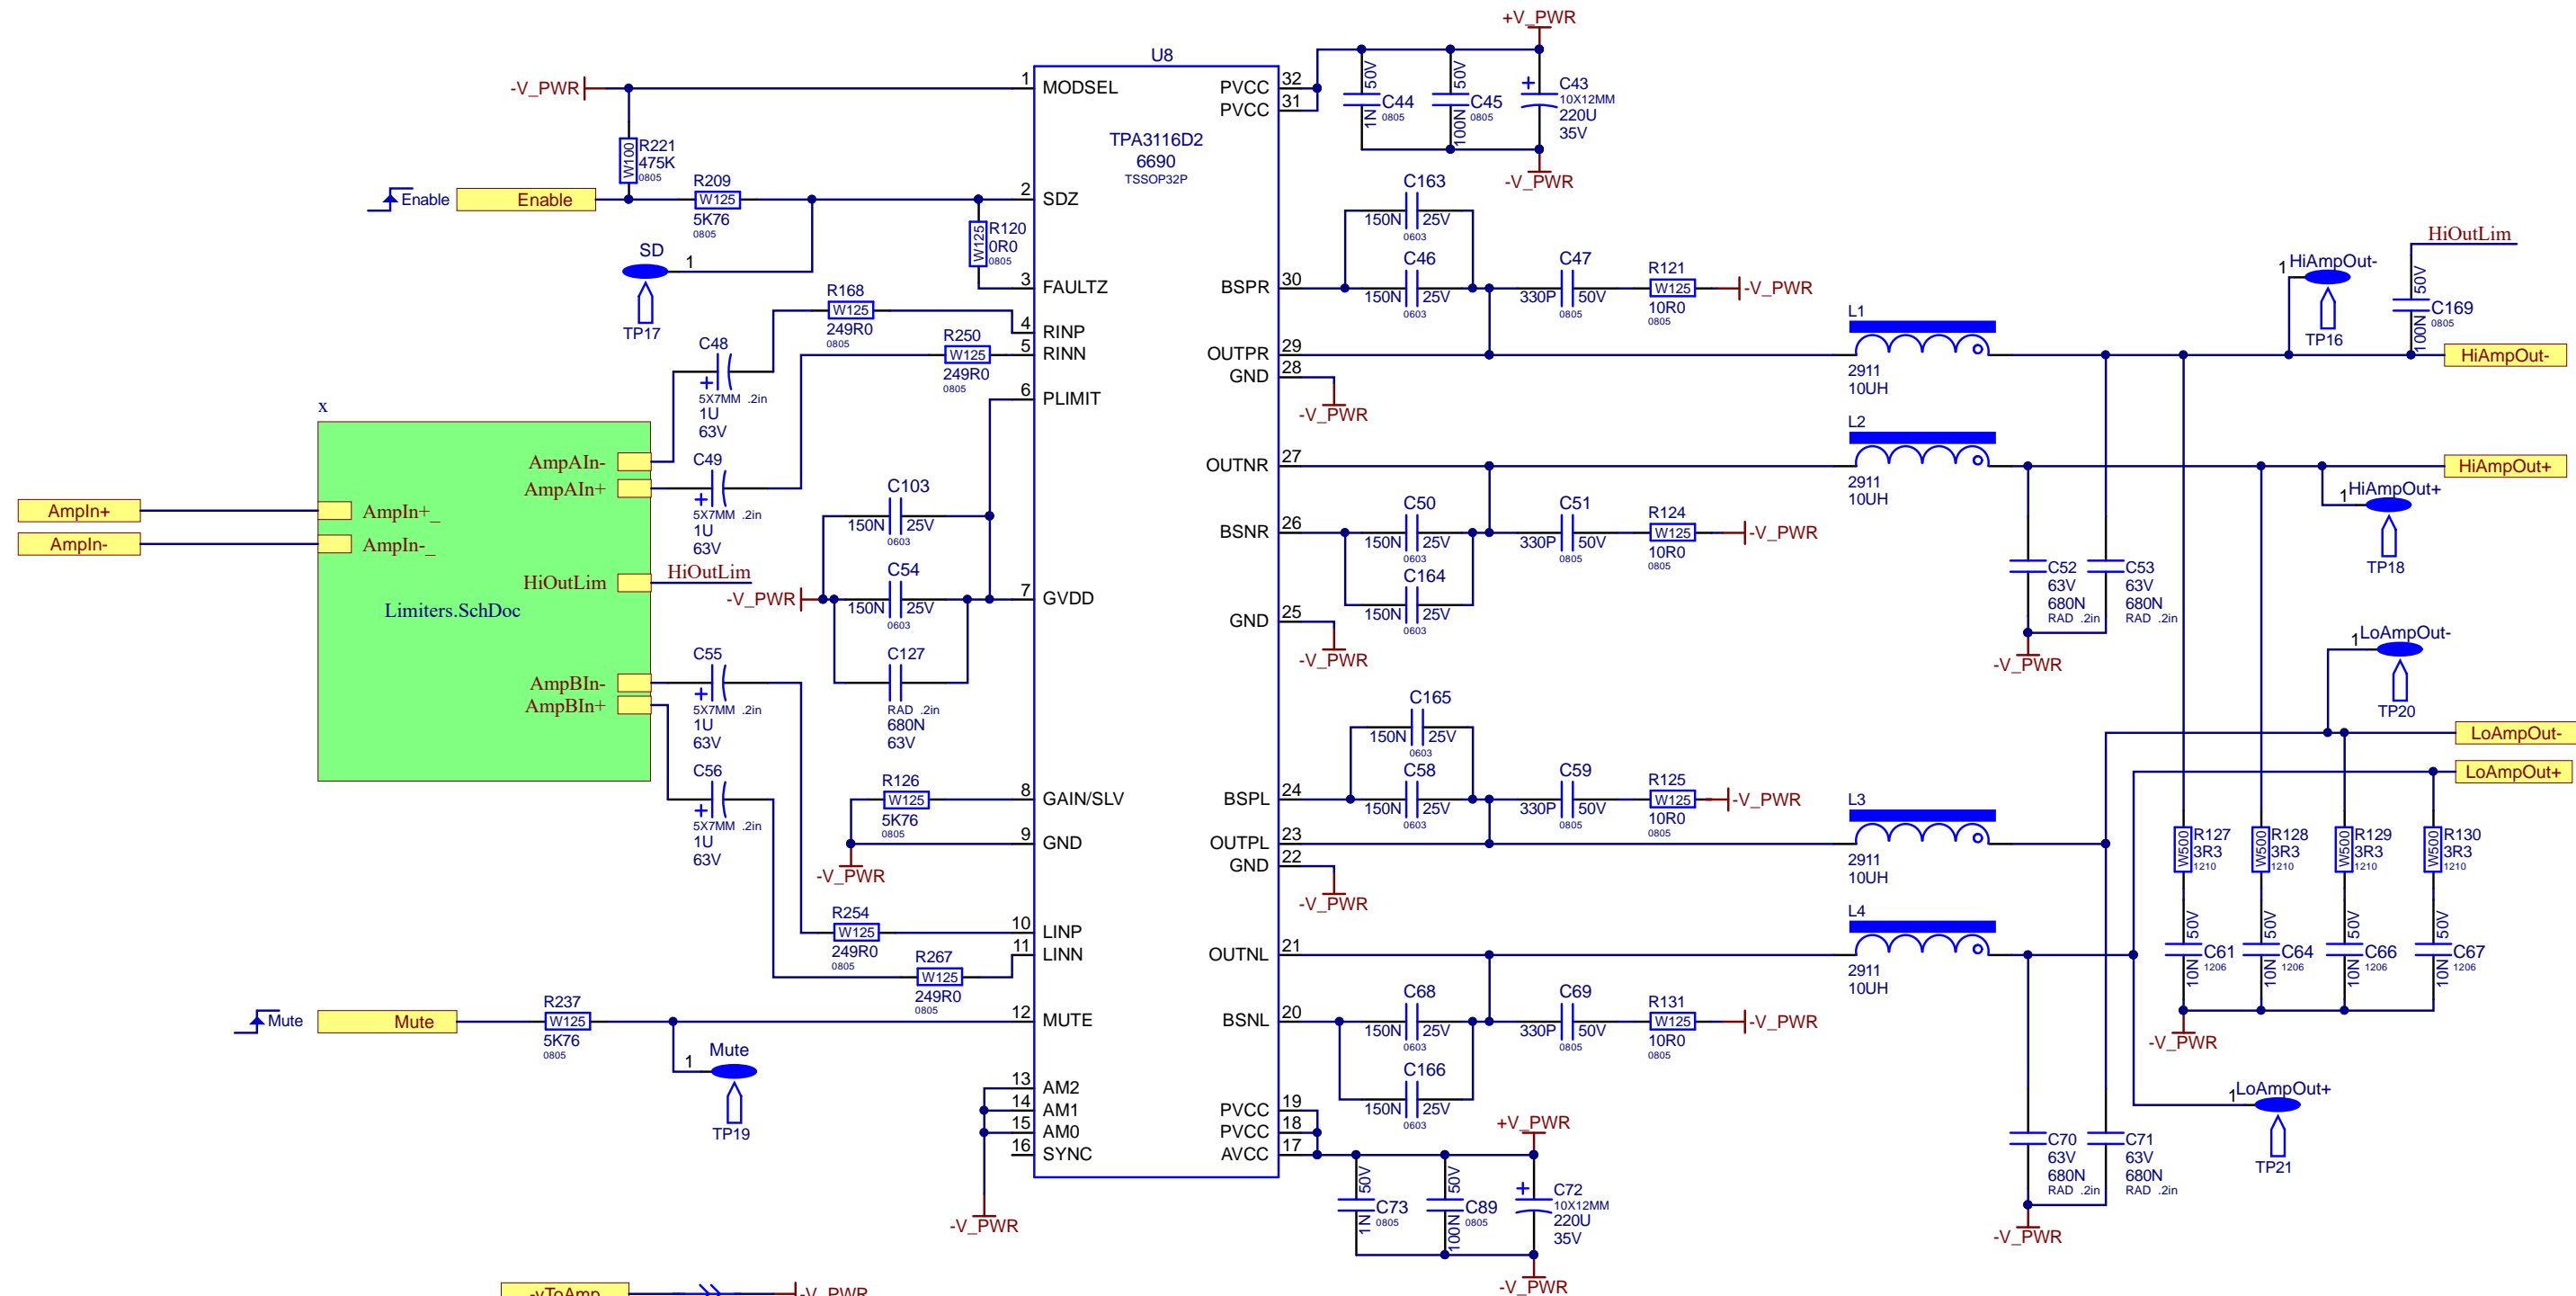 +V_PWR
U8
-V_PWR
1
MODSEL
PVCC
32
PVCC
31
50V
C44
0805
1N
50V
C45
0805
100N
C43
10X12MM
220U
35V
-V_PWR
TPA3116D2
6690
TSSOP32P
W100
R221
475K
0805
Enable
Enable
R209
W125
5K76
0805
2
SDZ
W125
R120
0R0
0805
SD
1
TP17
3
FAULTZ
R168
W125
249R0
0805
4
RINP
R250
W125
249R0
0805
5
RINN
6
PLIMIT
C48
5X7MM .2in
1U
63V
C49
5X7MM .2in
1U
63V
x
AmpAIn-
AmpAIn+
AmpIn+
AmpIn+_
AmpIn-
AmpIn-_
HiOutLim
HiOutLim
Limiters.SchDoc
AmpBIn-
AmpBIn+
C103
150N
25V
0603
C54
-V_PWR
150N
25V
0603
7
GVDD
C127
RAD .2in
680N
63V
C55
5X7MM .2in
1U
63V
C56
5X7MM .2in
1U
63V
R126
W125
5K76
0805
8
GAIN/SLV
9
GND
-V_PWR
R254
W125
249R0
0805
10
LINP
11
LINN
R267
W125
249R0
0805
Mute
Mute
R237
W125
5K76
0805
12
MUTE
1
Mute
TP19
13
AM2
14
AM1
15
AM0
16
SYNC
-V_PWR
-vToAmp
-V_PWR
C163
150N
25V
0603
BSPR
30
C46
150N
25V
0603
C47
330P
50V
0805
R121
W125
10R0
0805
-V_PWR
OUTPR
29
GND
28
-V_PWR
L1
2911
10UH
OUTNR
27
L2
2911
10UH
BSNR
26
C50
150N
25V
0603
C51
330P
50V
0805
R124
W125
10R0
0805
-V_PWR
C164
150N
25V
0603
GND
25
-V_PWR
C165
150N
25V
0603
BSPL
24
C58
150N
25V
0603
C59
330P
50V
0805
R125
W125
10R0
0805
-V_PWR
OUTPL
23
GND
22
-V_PWR
L3
2911
10UH
OUTNL
21
L4
2911
10UH
BSNL
20
C68
150N
25V
0603
C69
330P
50V
0805
R131
W125
10R0
0805
-V_PWR
C166
150N
25V
0603
PVCC
19
PVCC
18
AVCC
17
+V_PWR
50V
C73
0805
1N
50V
C89
0805
100N
C72
10X12MM
220U
35V
-V_PWR
HiOutLim
1
HiAmpOut-
TP16
50V
C169
0805
100N
HiAmpOut-
HiAmpOut+
1
HiAmpOut+
TP18
C52
63V
680N
RAD .2in
C53
63V
680N
RAD .2in
-V_PWR
1
LoAmpOut-
TP20
LoAmpOut-
LoAmpOut+
W500
R127
3R3
1210
W500
R128
3R3
1210
W500
R129
3R3
1210
W500
R130
3R3
1210
50V
C61
1206
10N
50V
C64
1206
10N
50V
C66
1206
10N
50V
C67
1206
10N
-V_PWR
1
LoAmpOut+
TP21
C70
63V
680N
RAD .2in
C71
63V
680N
RAD .2in
-V_PWR